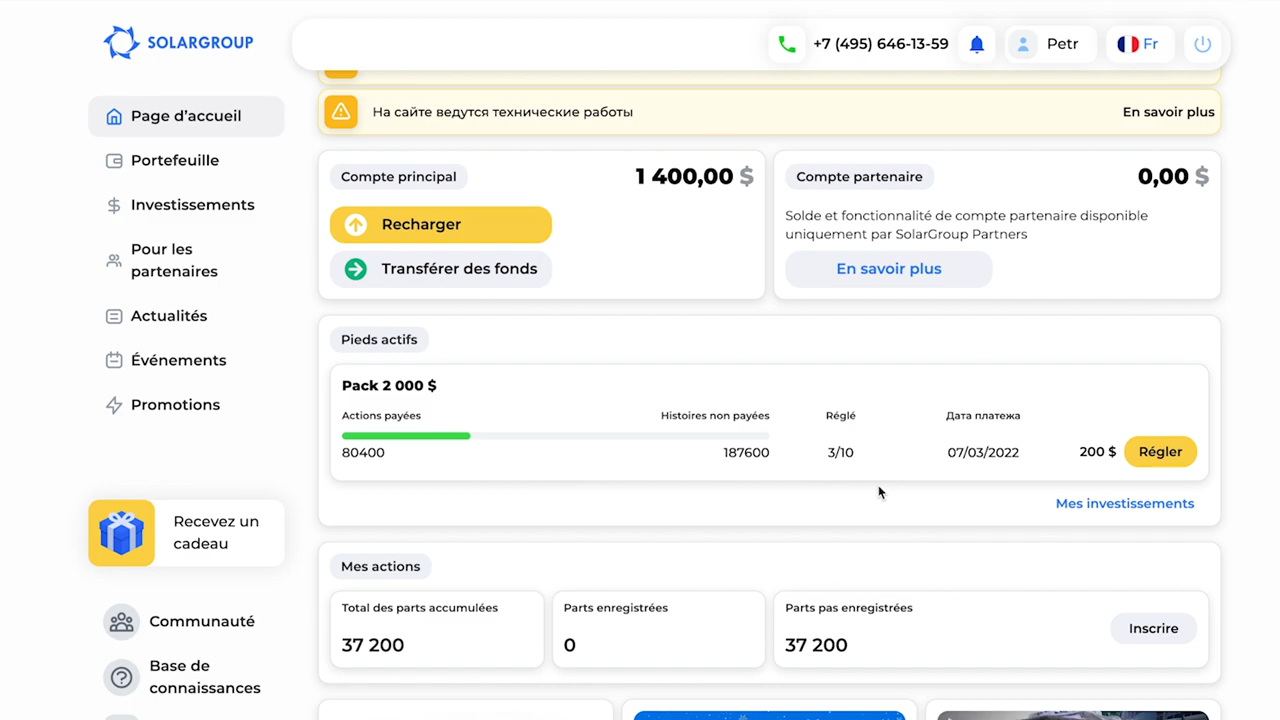 SOLARGROUP
+7 (495) 646-13-59
Petr
Fr
Page d'accueil
Portefeuille
Investissements
Pour les
partenaires
Actualités
Événements
Promotions
Recevez un
cadeau
Communauté
Base de
connaissances
На сайте ведутся технические работы
En savoir plus
Compte principal
1 400,00 $
Recharger
Transférer des fonds
Compte partenaire
0,00 $
Solde et fonctionnalité de compte partenaire disponible
uniquement par SolarGroup Partners
En savoir plus
Pieds actifs
Pack 2 000 $
Actions payées
Histoires non payées
Réglé
Дата платежа
80400
187600
3/10
07/03/2022
200 $
Régler
Mes investissements
Mes actions
Total des parts accumulées
37 200
Parts enregistrées
0
Parts pas enregistrées
37 200
Inscrire